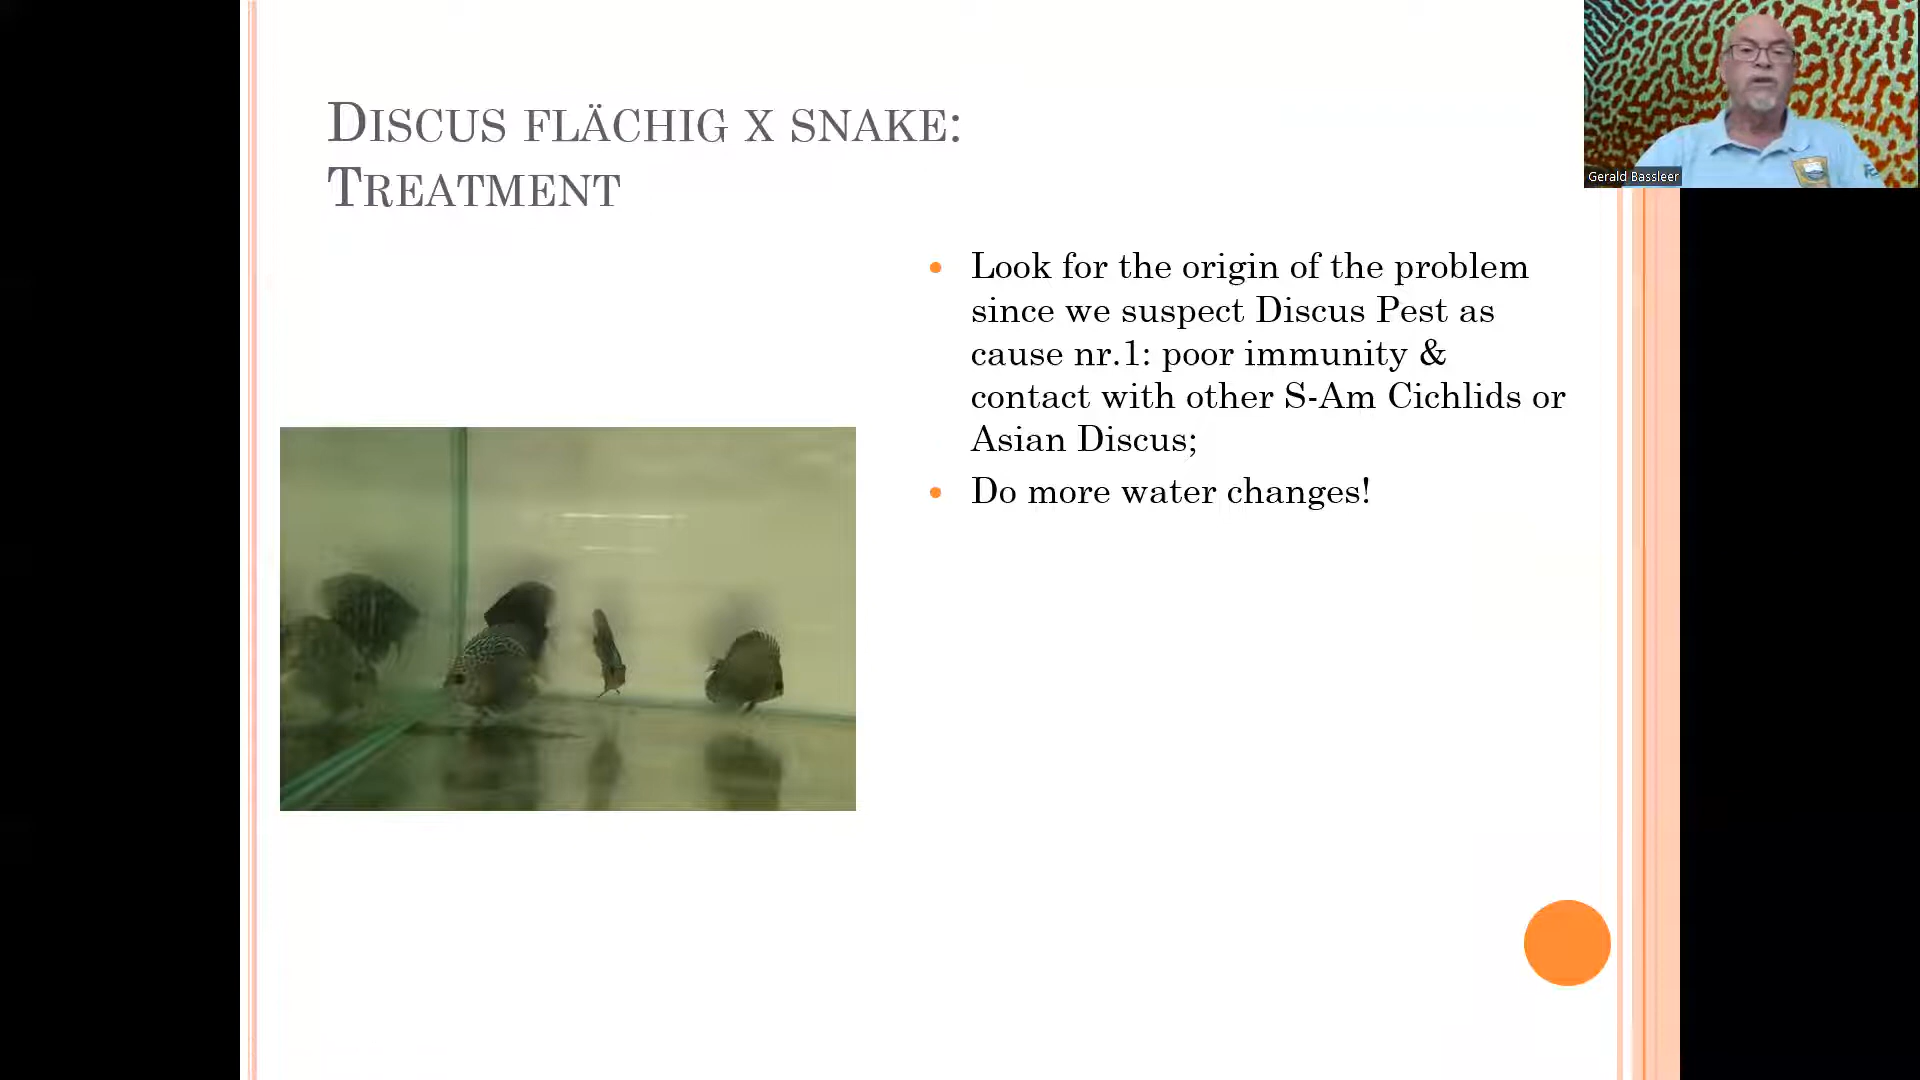 DISCUS FLÄCHIG X SNAKE:
TREATMENT
Gerald Bassleer
Look for the origin of the problem
since we suspect Discus Pest as
cause nr.1: poor immunity &
contact with other S-Am Cichlids or
Asian Discus;
Do more water changes!